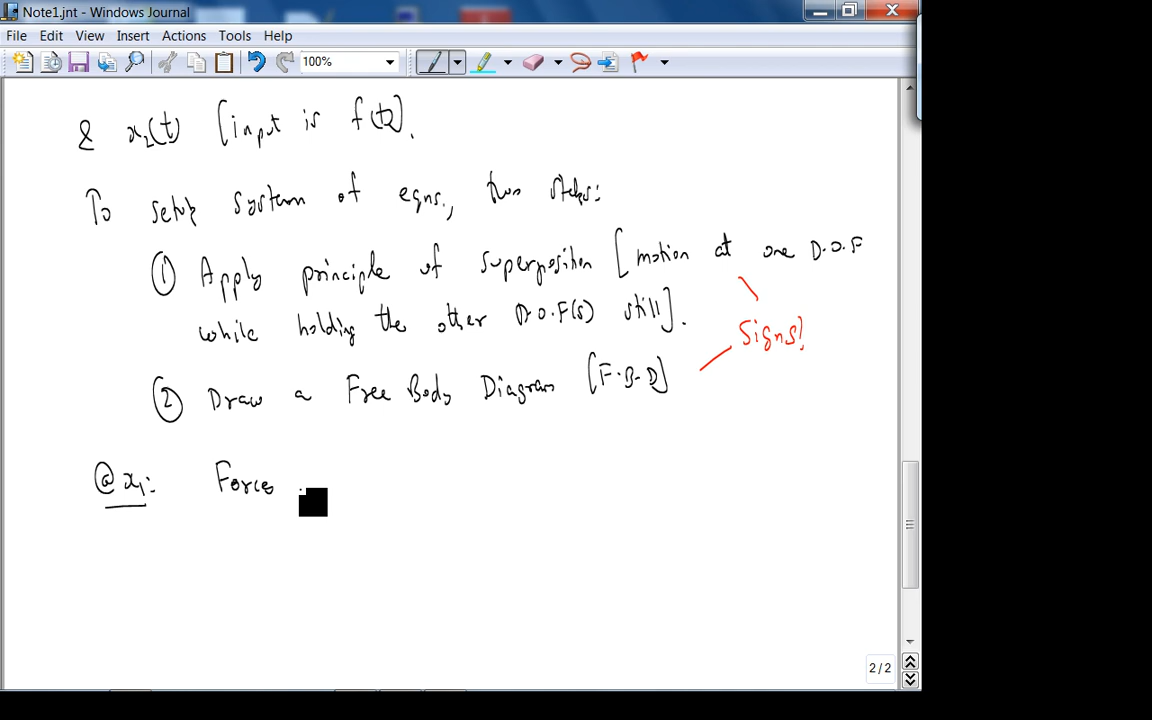 Note1.jnt - Windows Journal
File Edit View Insert Actions Tools Help
100%
& x₂(t) [input is f(t)].
To setup system of eqns., two steps:
① Apply principle of superposition [motion at one D.O.F
while holding the other D.O.F(s) still].
Signs!
② Draw a Free Body Diagram [F.B.D]
@x₁: Forces
2 / 2